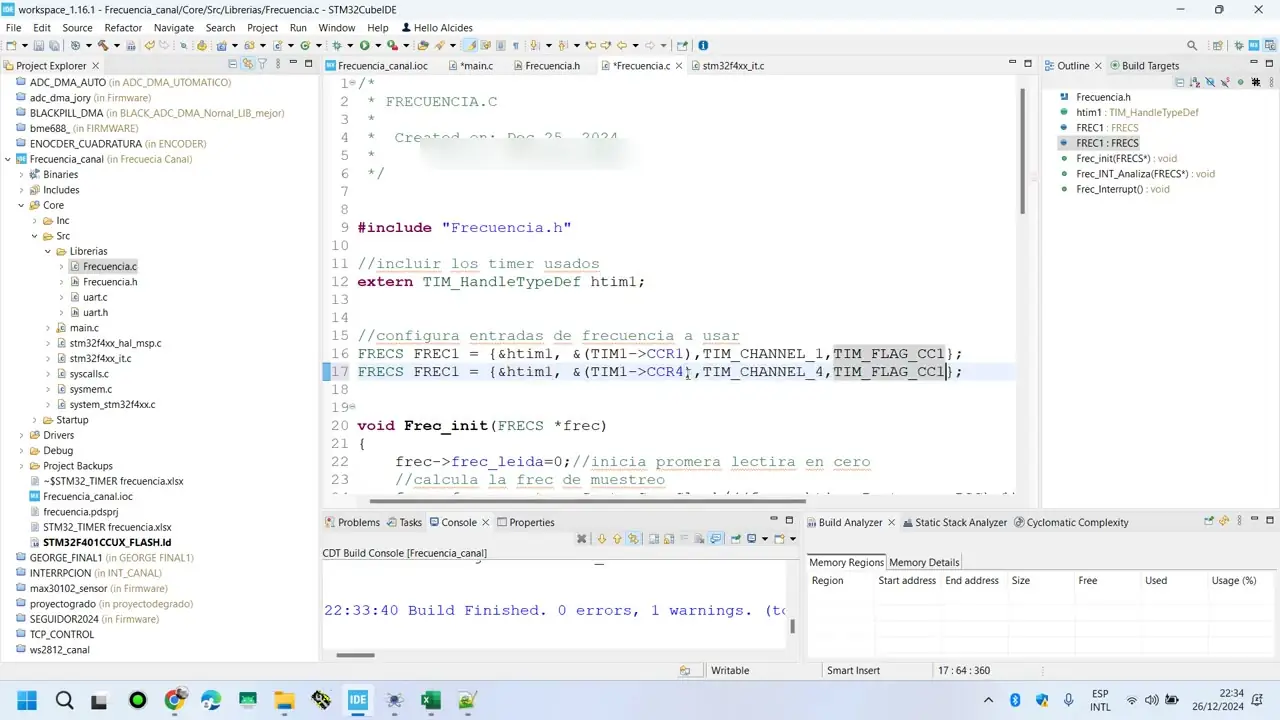 workspace_1.16.1 - Frecuencia_canal/Core/Src/Librerias/Frecuencia.c - STM32CubeIDE
File Edit Source Refactor Navigate Search Project Run Window Help Hello Alcides
Project Explorer
ADC_DMA_AUTO (in ADC_DMA_UTOMATICO)
adc_dma_jory (in Firmware)
BLACKPILL_DMA (in BLACK_ADC_DMA_Nornal_LIB_mejor)
bme688_ (in FIRMWARE)
ENOCDER_CUADRATURA (in ENCODER)
Frecuencia_canal (in Frecuecia Canal)
Binaries
Includes
Core
Inc
Src
Librerias
Frecuencia.c
Frecuencia.h
uart.c
uart.h
main.c
stm32f4xx_hal_msp.c
stm32f4xx_it.c
syscalls.c
sysmem.c
system_stm32f4xx.c
Startup
Drivers
Debug
Project Backups
~$STM32_TIMER frecuencia.xlsx
Frecuencia_canal.ioc
frecuencia.pdsprj
STM32_TIMER frecuencia.xlsx
STM32F401CCUX_FLASH.ld
GEORGE_FINAL1 (in GEORGE FINAL1)
INTERRPCION (in INT_CANAL)
max30102_sensor (in Firmware)
proyectogrado (in proyectodegrado)
SEGUIDOR2024 (in Firmware)
TCP_CONTROL
ws2812_canal
Frecuencia_canal.ioc *main.c Frecuencia.h *Frecuencia.c stm32f4xx_it.c
1 /*
2 * FRECUENCIA.C
3 *
4 * Created on: Dec 25, 2024
5 *
6 */
7
8
9 #include "Frecuencia.h"
10
11 //incluir los timer usados
12 extern TIM_HandleTypeDef htim1;
13
14
15 //configura entradas de frecuencia a usar
16 FRECS FREC1 = {&htim1, &(TIM1->CCR1),TIM_CHANNEL_1,TIM_FLAG_CC1};
17 FRECS FREC1 = {&htim1, &(TIM1->CCR4),TIM_CHANNEL_4,TIM_FLAG_CC1};
18
19
20 void Frec_init(FRECS *frec)
21 {
22 frec->frec_leida=0;//inicia promera lectira en cero
23 //calcula la frec de muestreo
Outline Build Targets
Frecuencia.h
htim1 : TIM_HandleTypeDef
FREC1 : FRECS
FREC1 : FRECS
Frec_init(FRECS*) : void
Frec_INT_Analiza(FRECS*) : void
Frec_Interrupt() : void
Problems Tasks Console Properties
CDT Build Console [Frecuencia_canal]
22:33:40 Build Finished. 0 errors, 1 warnings. (to
Build Analyzer Static Stack Analyzer Cyclomatic Complexity
Memory Regions Memory Details
Region Start address End address Size Free Used Usage (%)
Writable Smart Insert 17 : 64 : 360
IDE
ESP
INTL
22:34
26/12/2024